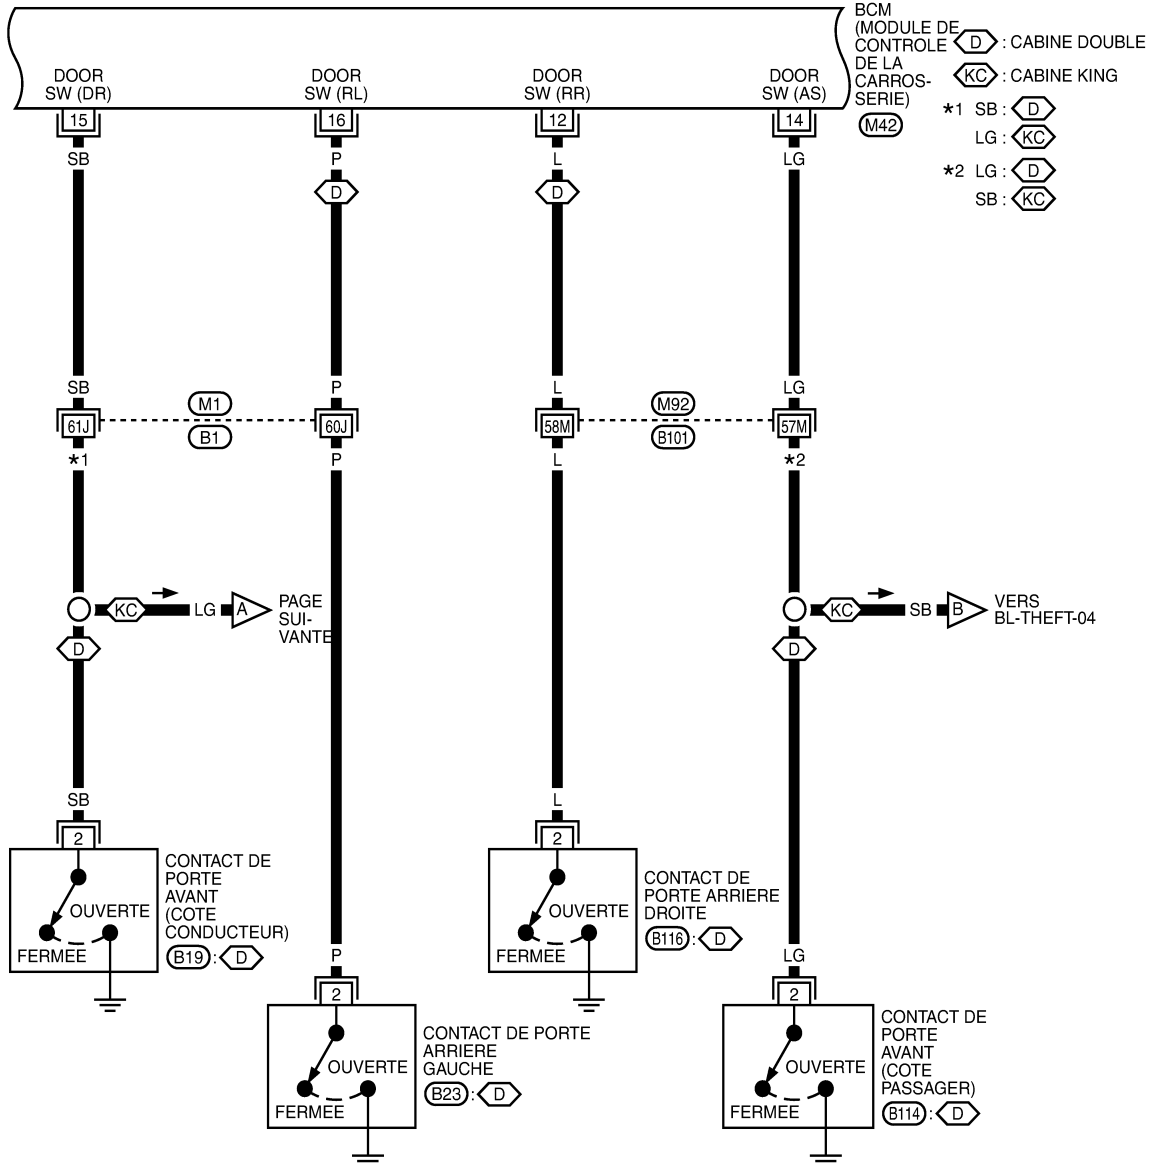 BCM
(MODULE DE
CONTROLE
DE LA
CARROS-
SERIE)
M42
D : CABINE DOUBLE
KC : CABINE KING
*1 SB : D
LG : KC
*2 LG : D
SB : KC
DOOR
SW (DR)
DOOR
SW (RL)
DOOR
SW (RR)
DOOR
SW (AS)
15
16
12
14
SB
P
L
LG
D
D
SB
P
L
LG
M1
M92
61J
60J
58M
57M
B1
B101
*1
P
L
*2
KC
LG
A
PAGE
SUI-
VANTE
KC
SB
B
VERS
BL-THEFT-04
D
D
SB
L
2
2
CONTACT DE
PORTE
AVANT
(COTE
CONDUCTEUR)
B19 : D
OUVERTE
FERMEE
CONTACT DE
PORTE ARRIERE
DROITE
B116 : D
OUVERTE
FERMEE
P
LG
2
2
CONTACT DE PORTE
ARRIERE
GAUCHE
B23 : D
OUVERTE
FERMEE
CONTACT DE
PORTE
AVANT
(COTE
PASSAGER)
B114 : D
OUVERTE
FERMEE